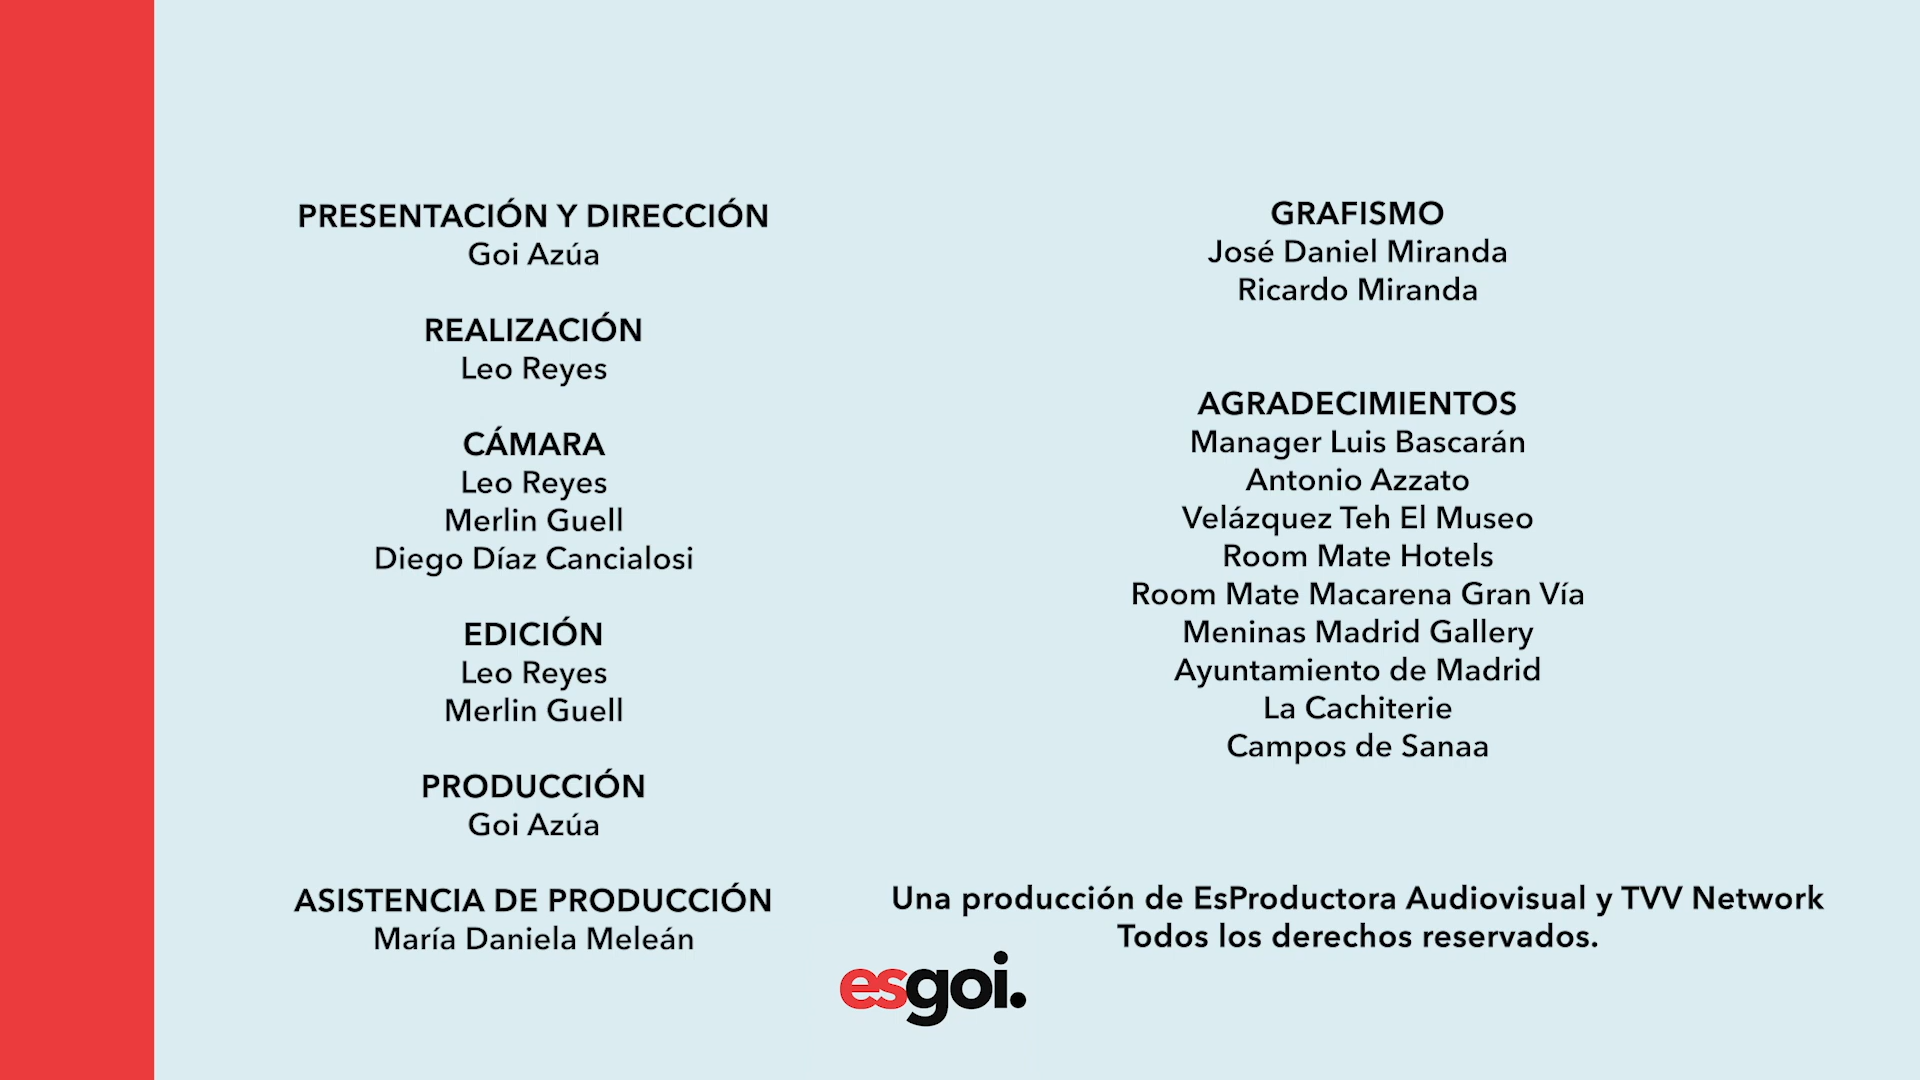 PRESENTACIÓN Y DIRECCIÓN
Goi Azúa
REALIZACIÓN
Leo Reyes
CÁMARA
Leo Reyes
Merlin Guell
Diego Díaz Cancialosi
EDICIÓN
Leo Reyes
Merlin Guell
PRODUCCIÓN
Goi Azúa
ASISTENCIA DE PRODUCCIÓN
María Daniela Meleán
GRAFISMO
José Daniel Miranda
Ricardo Miranda
AGRADECIMIENTOS
Manager Luis Bascarán
Antonio Azzato
Velázquez Teh El Museo
Room Mate Hotels
Room Mate Macarena Gran Vía
Meninas Madrid Gallery
Ayuntamiento de Madrid
La Cachiterie
Campos de Sanaa
Una producción de EsProductora Audiovisual y TVV Network
Todos los derechos reservados.
esgoi.